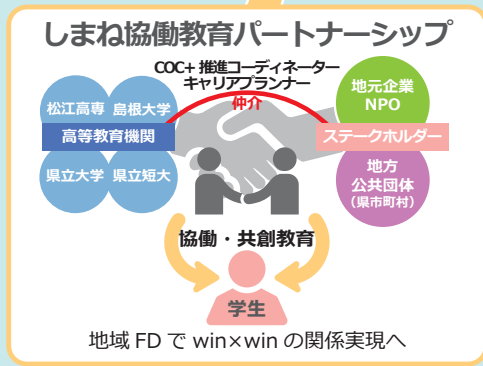 しまね協働教育パートナーシップ
COC+ 推進コーディネーター
キャリアプランナー
仲介
松江高専 島根大学
高等教育機関
県立大学 県立短大
地元企業
NPO
ステークホルダー
地方
公共団体
（県市町村）
協働・共創教育
学生
地域 FD で win×win の関係実現へ